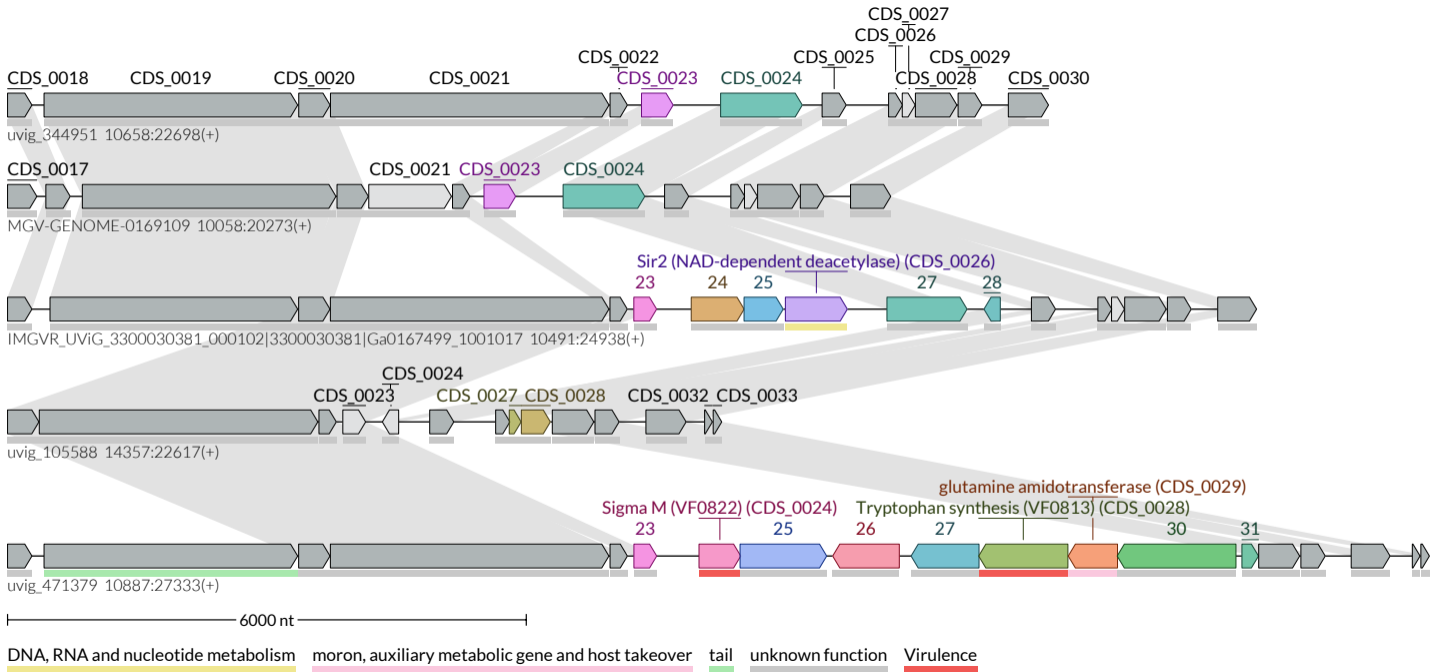 CDS_0027
CDS_0026
CDS_0022 CDS_0025 CDS_0029
CDS_0018 CDS_0019 CDS_0020 CDS_0021 CDS_0023 CDS_0024 CDS_0028 CDS_0030
uvig_344951 10658:22698(+)
CDS_0017 CDS_0021 CDS_0023 CDS_0024
MGV-GENOME-0169109 10058:20273(+)
Sir2 (NAD-dependent deacetylase) (CDS_0026)
23 24 25 27 28
IMGVR_UViG_3300030381_000102|3300030381|Ga0167499_1001017 10491:24938(+)
CDS_0024
CDS_0023 CDS_0027 CDS_0028 CDS_0032 CDS_0033
uvig_105588 14357:22617(+)
glutamine amidotransferase (CDS_0029)
Sigma M (VF0822) (CDS_0024) Tryptophan synthesis (VF0813) (CDS_0028)
23 25 26 27 30 31
uvig_471379 10887:27333(+)
6000 nt
DNA, RNA and nucleotide metabolism moron, auxiliary metabolic gene and host takeover tail unknown function Virulence